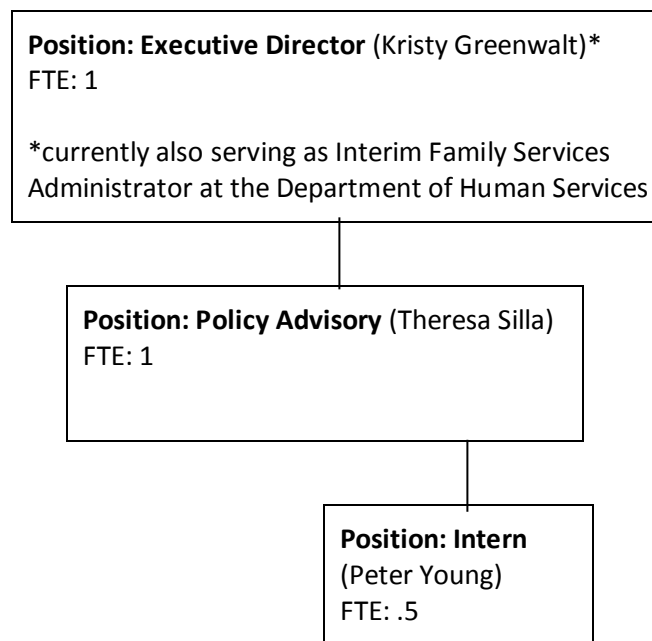 Position: Executive Director (Kristy Greenwalt)*
FTE: 1
*currently also serving as Interim Family Services
Administrator at the Department of Human Services
Position: Policy Advisory (Theresa Silla)
FTE: 1
Position: Intern
(Peter Young)
FTE: .5